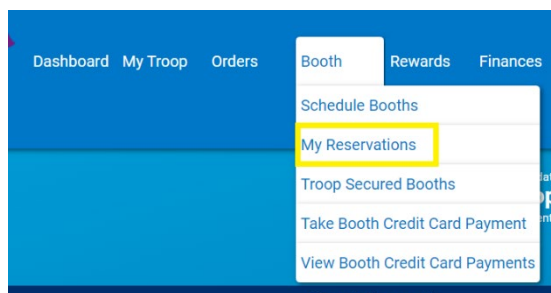 Dashboard My Troop Orders Booth Rewards Finances
Schedule Booths
My Reservations
Troop Secured Booths
Take Booth Credit Card Payment
View Booth Credit Card Payments